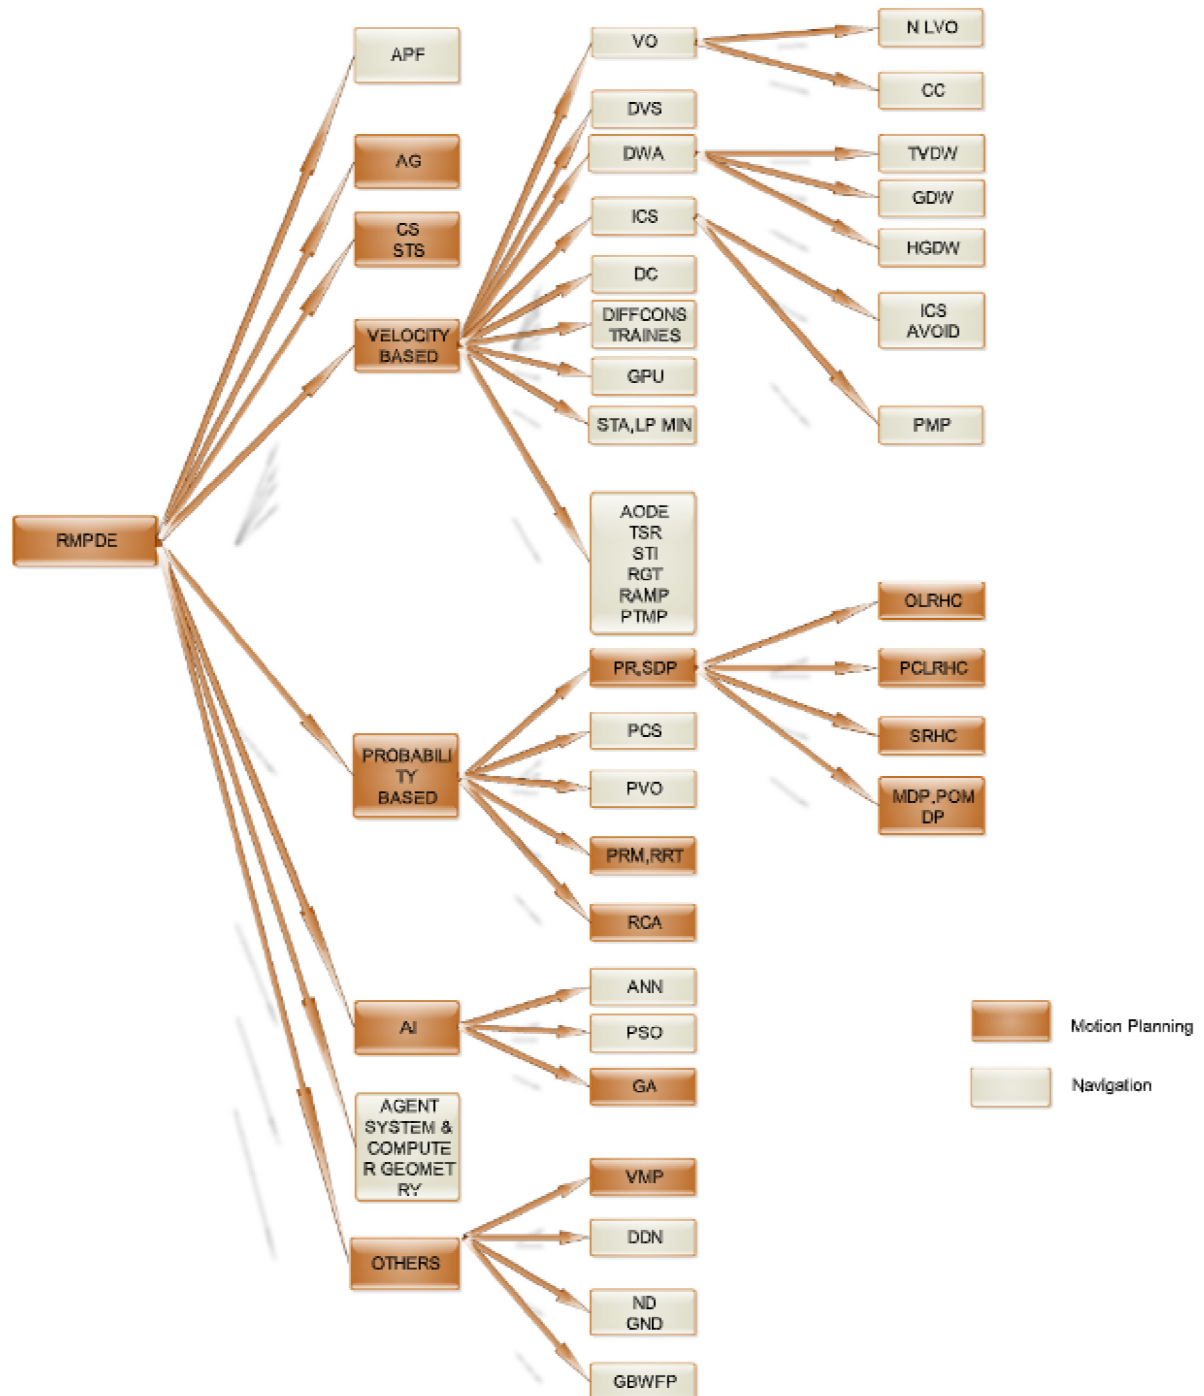 RMPDE
APF
AG
CS
STS
VELOCITY
BASED
PROBABILI
TY
BASED
AI
AGENT
SYSTEM &
COMPUTE
R GEOMET
RY
OTHERS
VO
DVS
DWA
ICS
DC
DIFFCONS
TRAINES
GPU
STA,LP MIN
AODE
TSR
STI
RGT
RAMP
PTMP
PR,SDP
PCS
PVO
PRM,RRT
RCA
ANN
PSO
GA
VMP
DDN
ND
GND
GBWFP
N LVO
CC
TVDW
GDW
HGDW
ICS
AVOID
PMP
OLRHC
PCLRHC
SRHC
MDP,POM
DP
Motion Planning
Navigation